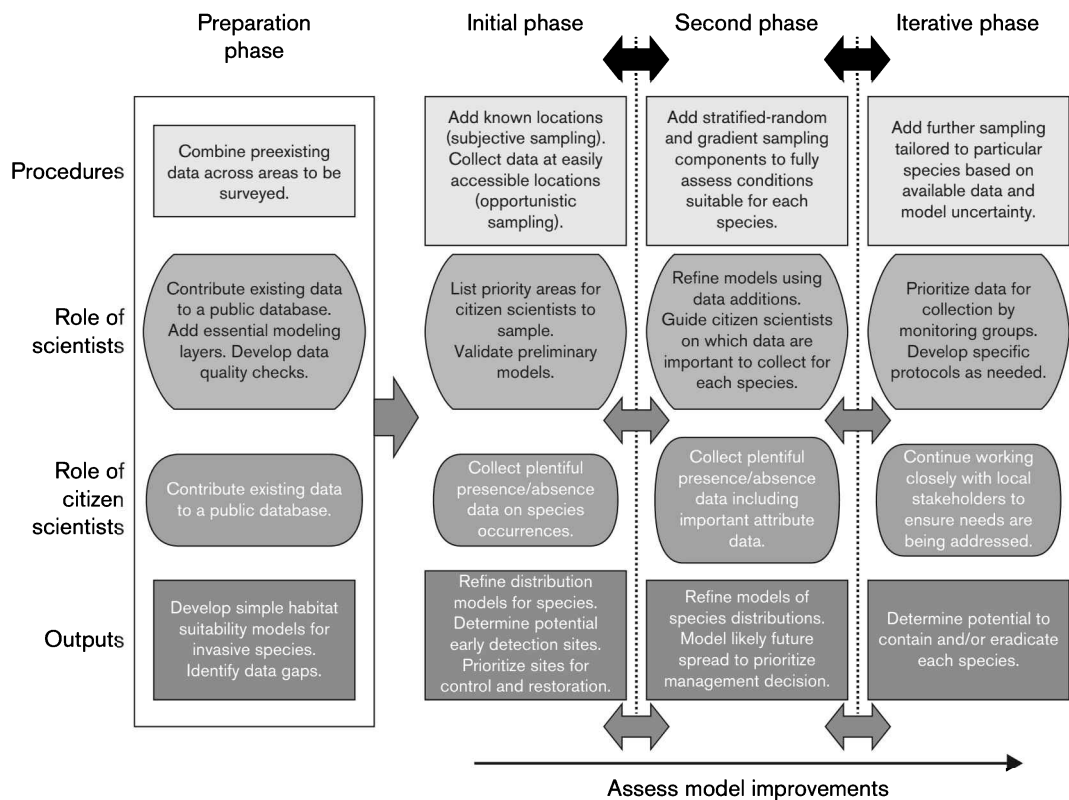 Preparation
phase
Initial phase
Second phase
Iterative phase
Procedures
Combine preexisting
data across areas to be
surveyed.
Add known locations
(subjective sampling).
Collect data at easily
accessible locations
(opportunistic
sampling).
Add stratified-random
and gradient sampling
components to fully
assess conditions
suitable for each
species.
Add further sampling
tailored to particular
species based on
available data and
model uncertainty.
Role of
scientists
Contribute existing data
to a public database.
Add essential modeling
layers. Develop data
quality checks.
List priority areas for
citizen scientists to
sample.
Validate preliminary
models.
Refine models using
data additions.
Guide citizen scientists
on which data are
important to collect for
each species.
Prioritize data for
collection by
monitoring groups.
Develop specific
protocols as needed.
Role of
citizen
scientists
Contribute existing data
to a public database.
Collect plentiful
presence/absence
data on species
occurrences.
Collect plentiful
presence/absence
data including
important attribute
data.
Continue working
closely with local
stakeholders to
ensure needs are
being addressed.
Outputs
Develop simple habitat
suitability models for
invasive species.
Identify data gaps.
Refine distribution
models for species.
Determine potential
early detection sites.
Prioritize sites for
control and restoration.
Refine models of
species distributions.
Model likely future
spread to prioritize
management decision.
Determine potential to
contain and/or eradicate
each species.
Assess model improvements